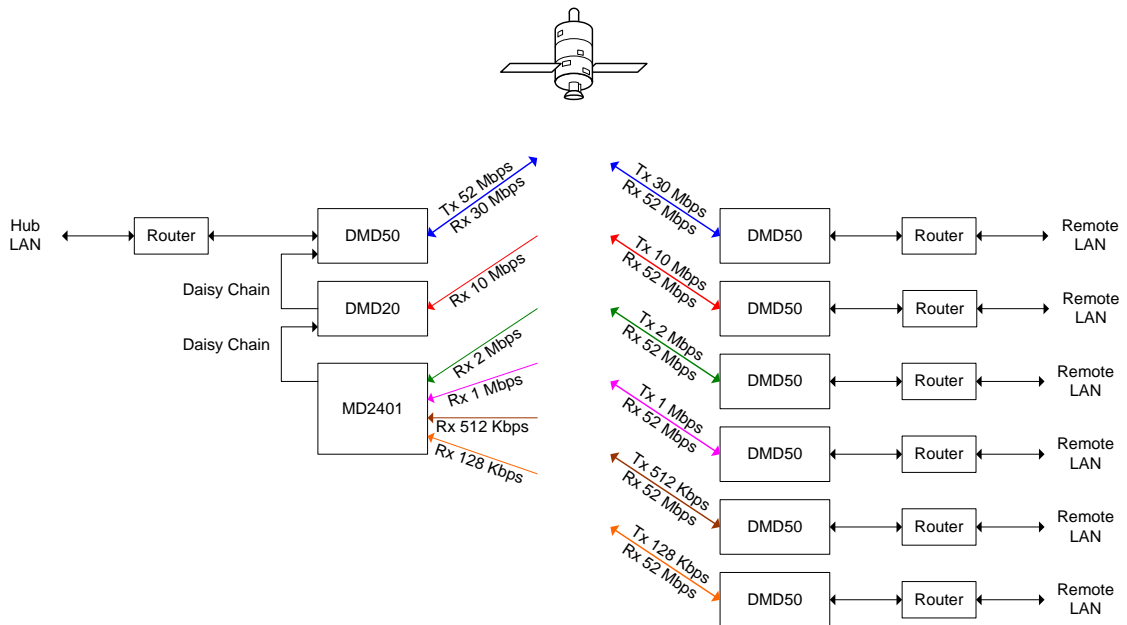 Hub
LAN
Router
DMD50
Tx 52 Mbps
Rx 30 Mbps
Daisy Chain
DMD20
Rx 10 Mbps
Daisy Chain
MD2401
Rx 2 Mbps
Rx 1 Mbps
Rx 512 Kbps
Rx 128 Kbps
Tx 30 Mbps
Rx 52 Mbps
DMD50
Router
Remote
LAN
Tx 10 Mbps
Rx 52 Mbps
DMD50
Router
Remote
LAN
Tx 2 Mbps
Rx 52 Mbps
DMD50
Router
Remote
LAN
Tx 1 Mbps
Rx 52 Mbps
DMD50
Router
Remote
LAN
Tx 512 Kbps
Rx 52 Mbps
DMD50
Router
Remote
LAN
Tx 128 Kbps
Rx 52 Mbps
DMD50
Router
Remote
LAN